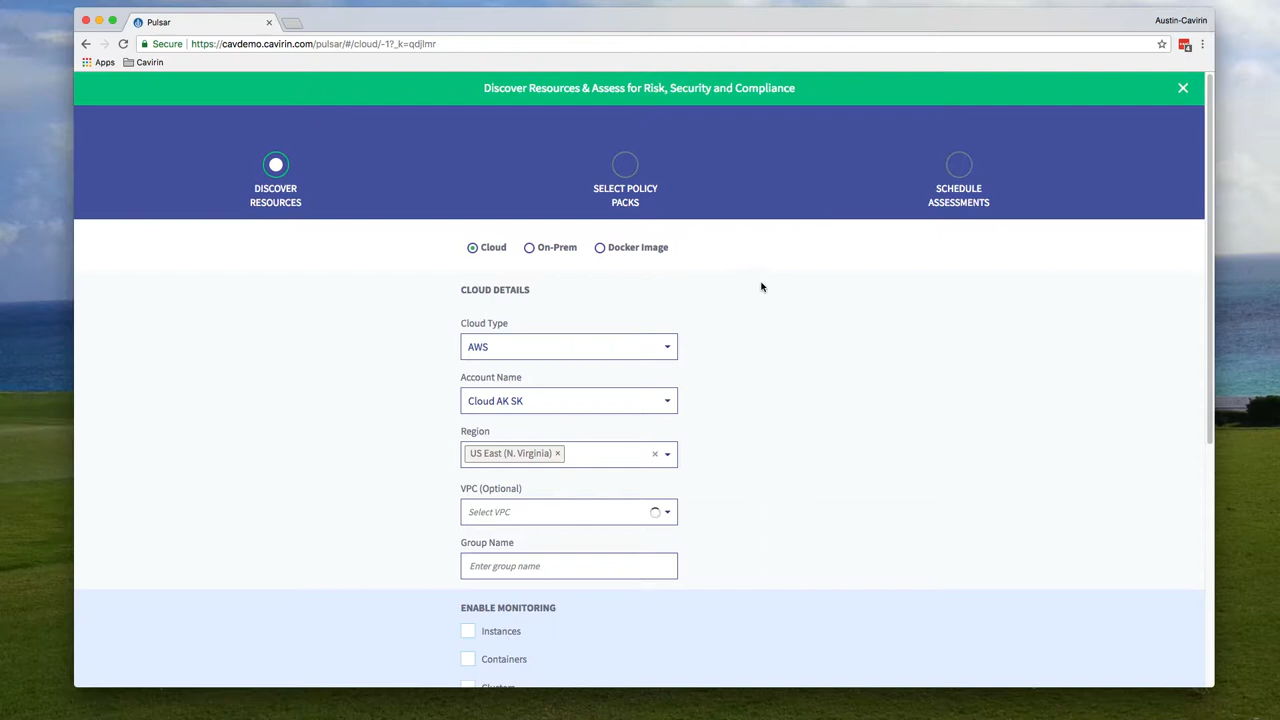 Pulsar
Austin-Cavirin
Secure https://cavdemo.cavirin.com/pulsar/#/cloud/-1?_k=qdjlmr
Apps Cavirin
Discover Resources & Assess for Risk, Security and Compliance
DISCOVER
RESOURCES
SELECT POLICY
PACKS
SCHEDULE
ASSESSMENTS
Cloud On-Prem Docker Image
CLOUD DETAILS
Cloud Type
AWS
Account Name
Cloud AK SK
Region
US East (N. Virginia) ×
VPC (Optional)
Select VPC
Group Name
Enter group name
ENABLE MONITORING
Instances
Containers
Clusters